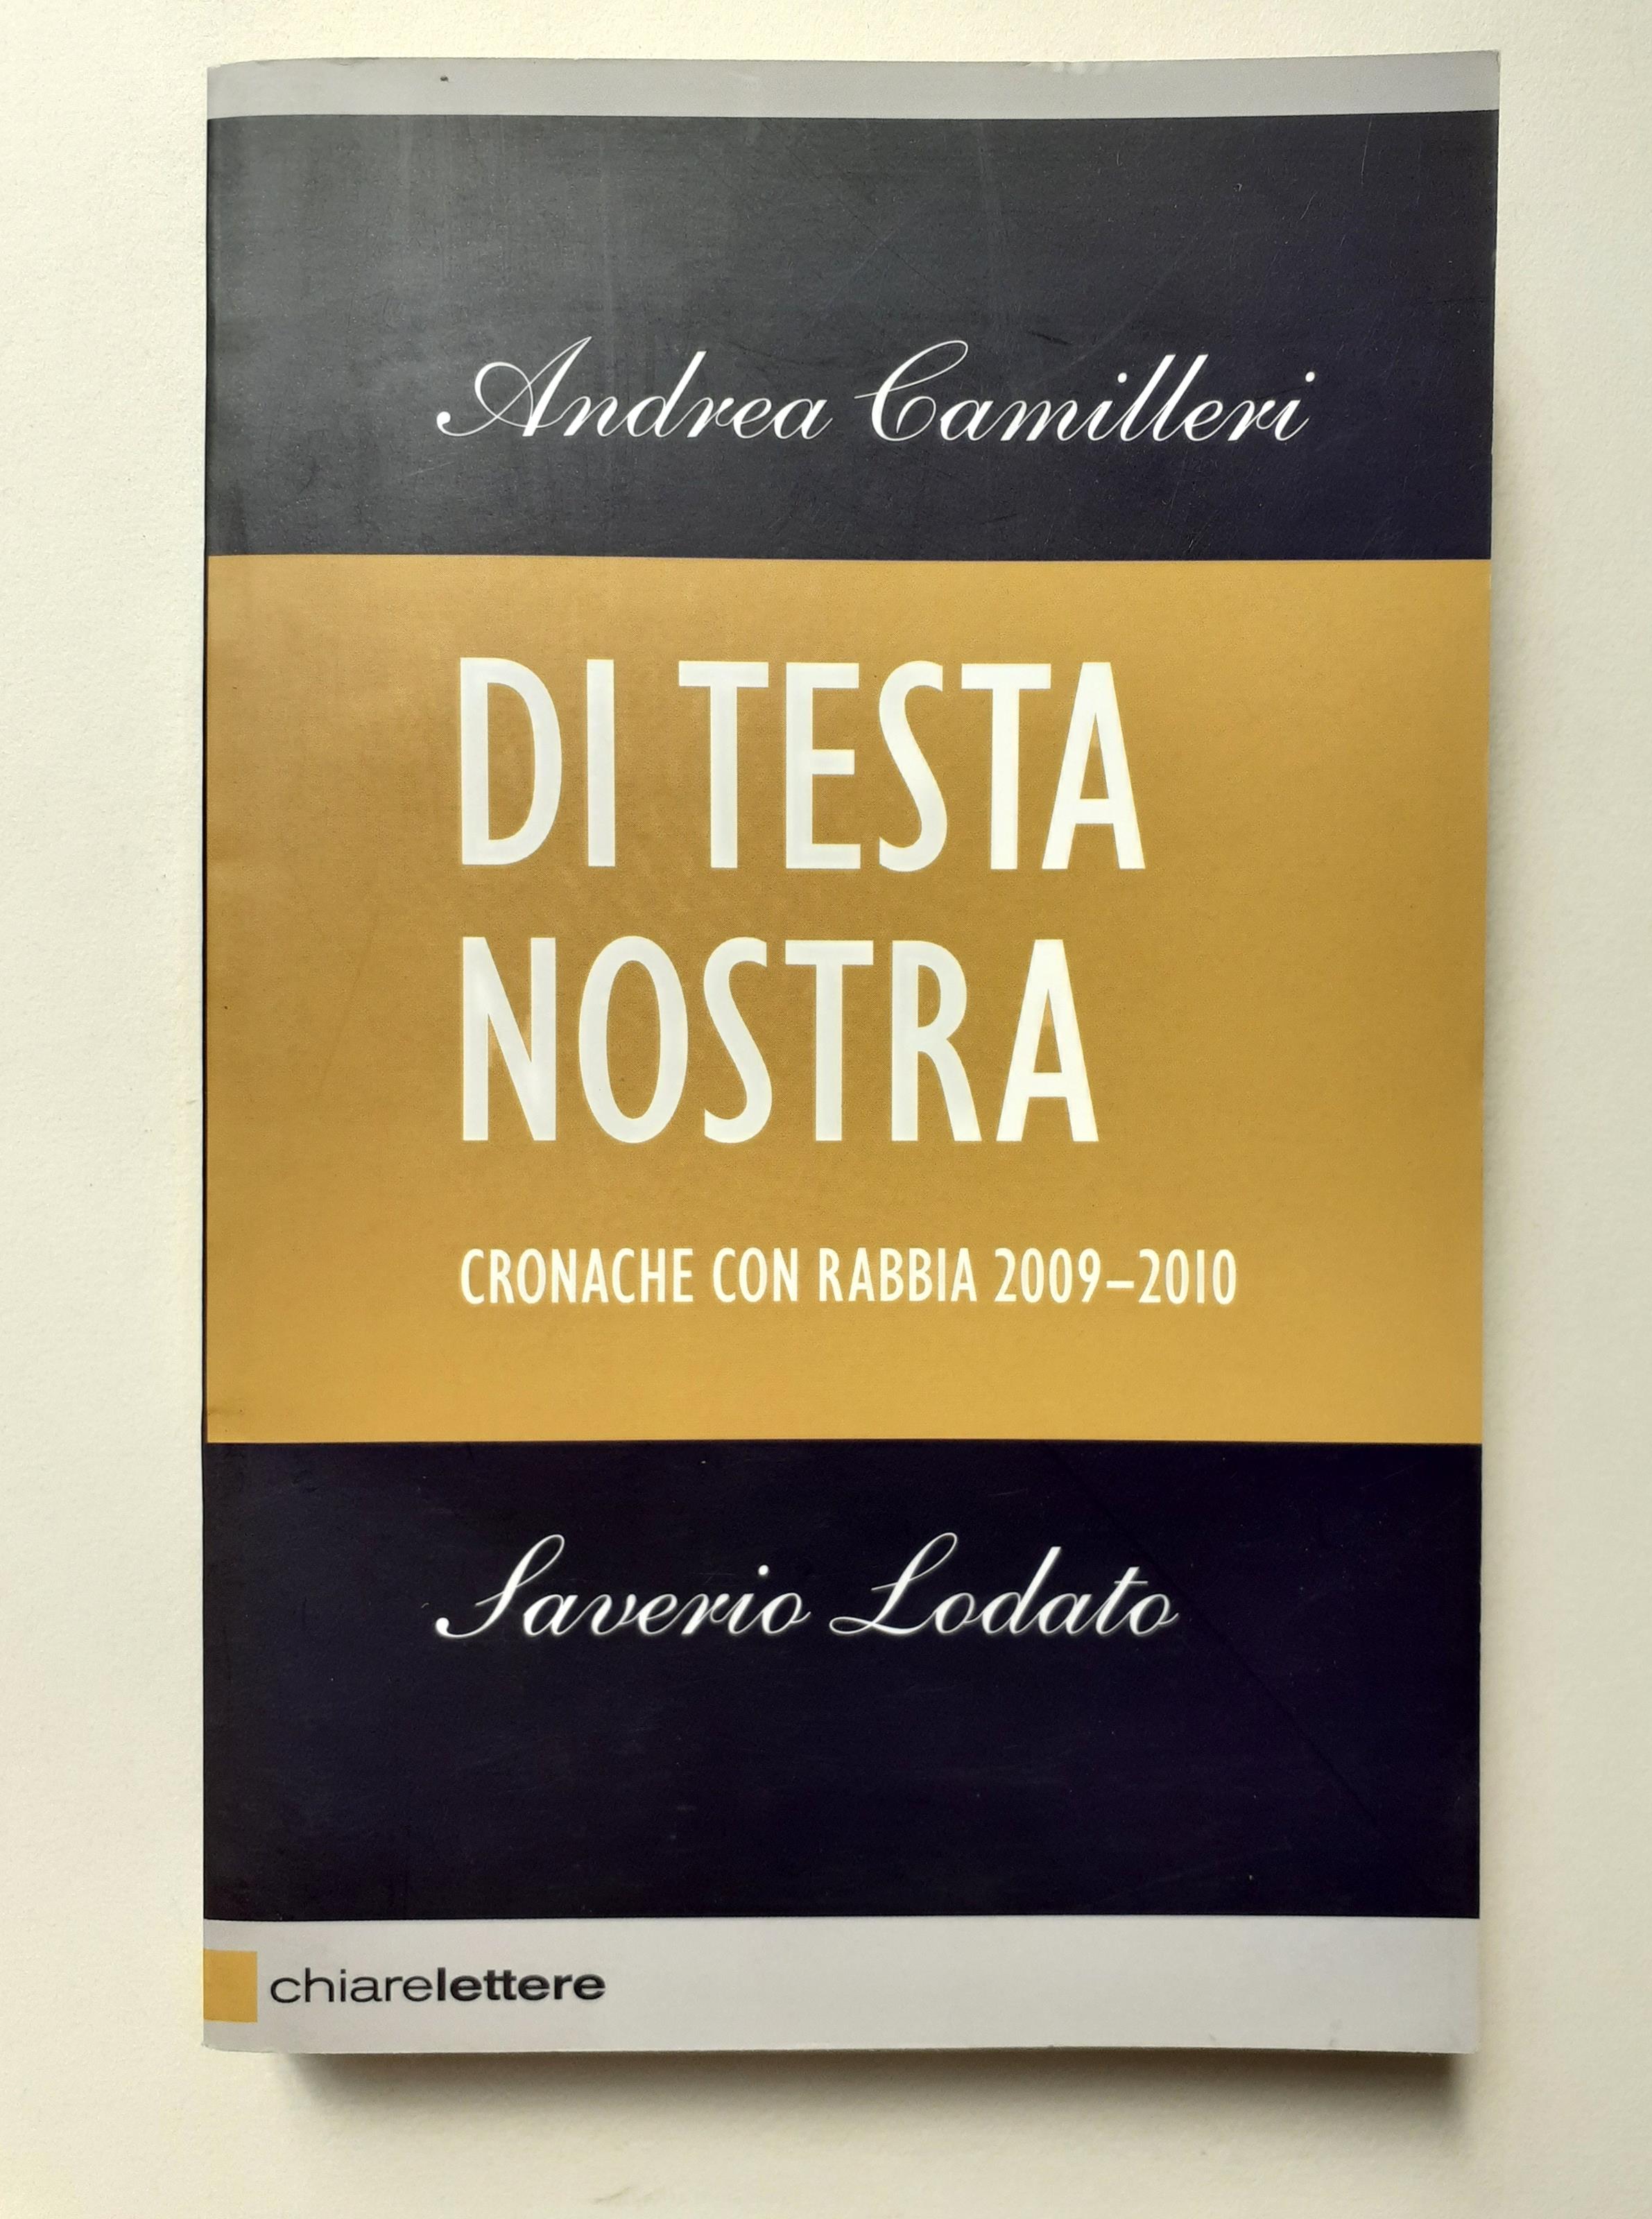 Andrea Camilleri
DI TESTA
NOSTRA
CRONACHE CON RABBIA 2009–2010
Saverio Lodato
chiarelettere